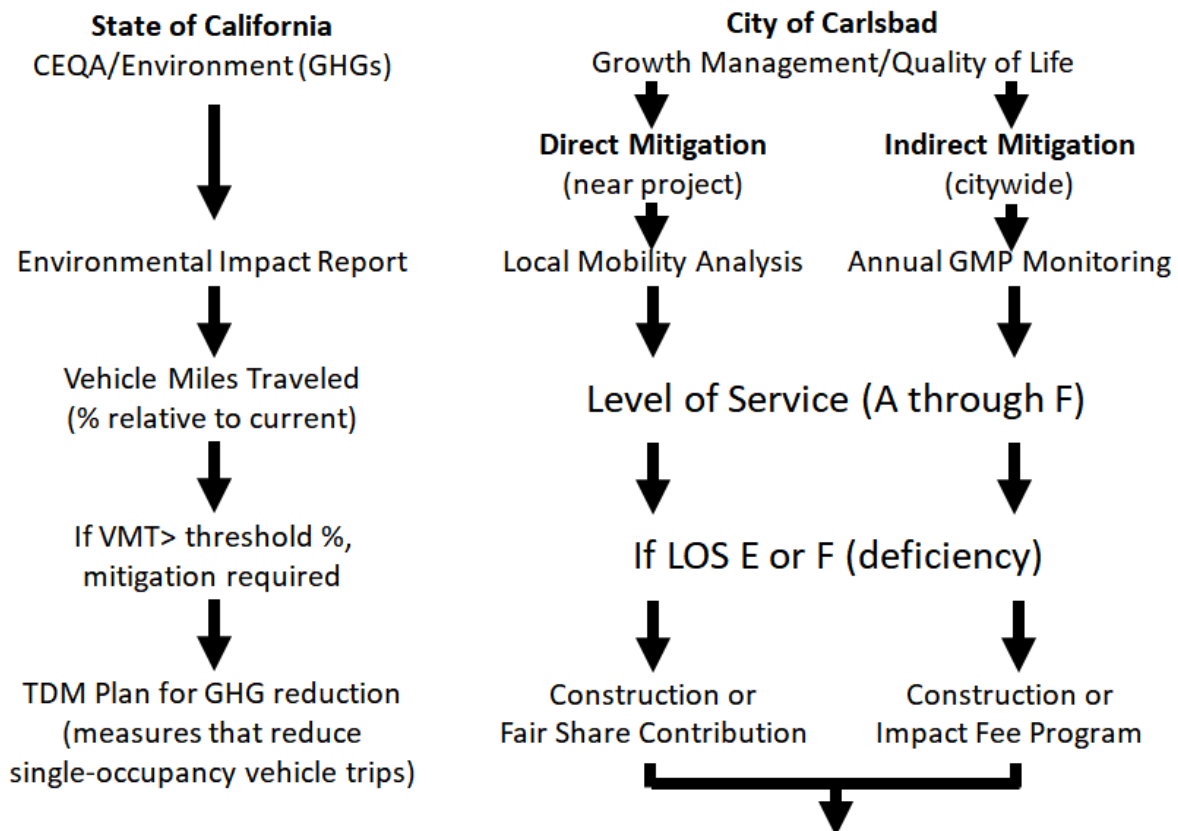 State of California
CEQA/Environment (GHGs)
Environmental Impact Report
Vehicle Miles Traveled
(% relative to current)
If VMT> threshold %,
mitigation required
TDM Plan for GHG reduction
(measures that reduce
single-occupancy vehicle trips)
City of Carlsbad
Growth Management/Quality of Life
Direct Mitigation
(near project)
Local Mobility Analysis
Indirect Mitigation
(citywide)
Annual GMP Monitoring
Level of Service (A through F)
If LOS E or F (deficiency)
Construction or
Fair Share Contribution
Construction or
Impact Fee Program